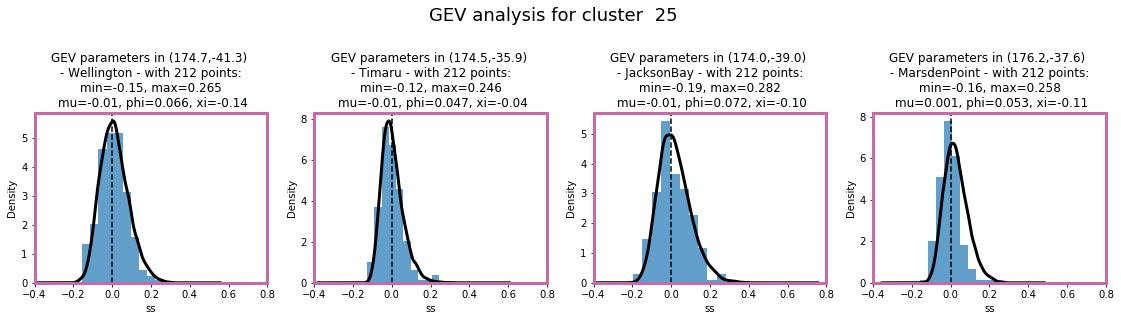 GEV analysis for cluster  25
GEV parameters in (174.7,-41.3)
- Wellington - with 212 points:
min=-0.15, max=0.265
mu=-0.01, phi=0.066, xi=-0.14
Density
5
4
3
2
1
0
−0.4 −0.2 0.0 0.2 0.4 0.6 0.8
ss
GEV parameters in (174.5,-35.9)
- Timaru - with 212 points:
min=-0.12, max=0.246
mu=-0.01, phi=0.047, xi=-0.04
Density
8
6
4
2
0
−0.4 −0.2 0.0 0.2 0.4 0.6 0.8
ss
GEV parameters in (174.0,-39.0)
- JacksonBay - with 212 points:
min=-0.19, max=0.282
mu=-0.01, phi=0.072, xi=-0.10
Density
5
4
3
2
1
0
−0.4 −0.2 0.0 0.2 0.4 0.6 0.8
ss
GEV parameters in (176.2,-37.6)
- MarsdenPoint - with 212 points:
min=-0.16, max=0.258
mu=0.001, phi=0.053, xi=-0.11
Density
8
6
4
2
0
−0.4 −0.2 0.0 0.2 0.4 0.6 0.8
ss